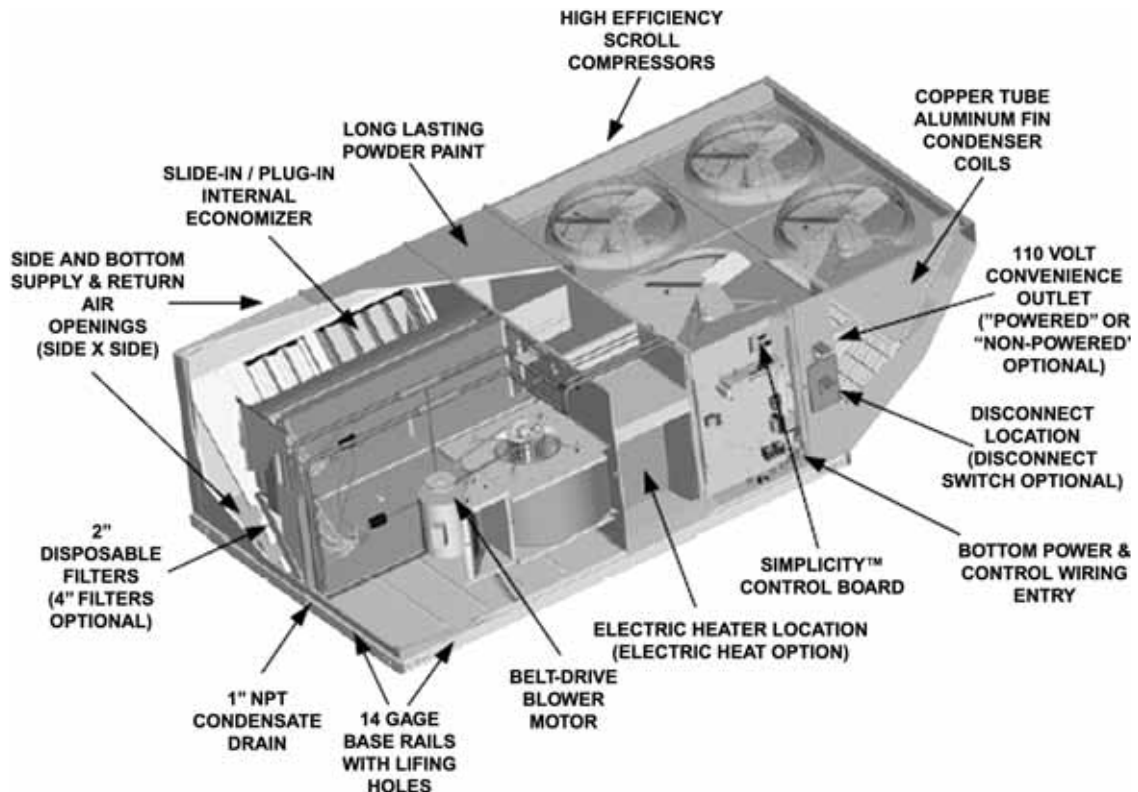 HIGH EFFICIENCY
SCROLL
COMPRESSORS
COPPER TUBE
ALUMINUM FIN
CONDENSER
COILS
LONG LASTING
POWDER PAINT
SLIDE-IN / PLUG-IN
INTERNAL
ECONOMIZER
SIDE AND BOTTOM
SUPPLY & RETURN
AIR
OPENINGS
(SIDE X SIDE)
110 VOLT
CONVENIENCE
OUTLET
("POWERED" OR
"NON-POWERED"
OPTIONAL)
DISCONNECT
LOCATION
(DISCONNECT
SWITCH OPTIONAL)
2"
DISPOSABLE
FILTERS
(4" FILTERS
OPTIONAL)
SIMPLICITY™
CONTROL BOARD
BOTTOM POWER &
CONTROL WIRING
ENTRY
ELECTRIC HEATER LOCATION
(ELECTRIC HEAT OPTION)
BELT-DRIVE
BLOWER
MOTOR
1" NPT
CONDENSATE
DRAIN
14 GAGE
BASE RAILS
WITH LIFING
HOLES